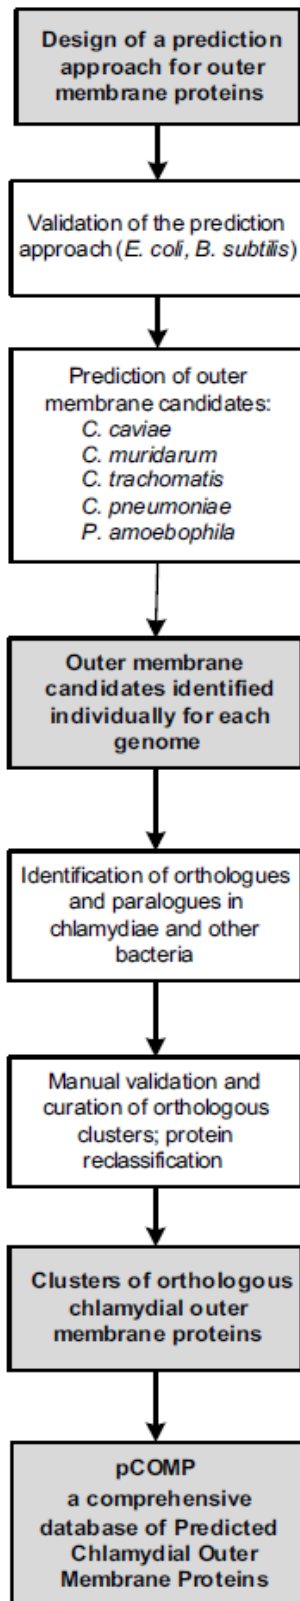 Design of a prediction
approach for outer
membrane proteins
Validation of the prediction
approach (E. coli, B. subtilis)
Prediction of outer
membrane candidates:
C. caviae
C. muridarum
C. trachomatis
C. pneumoniae
P. amoebophila
Outer membrane
candidates identified
individually for each
genome
Identification of orthologues
and paralogues in
chlamydiae and other
bacteria
Manual validation and
curation of orthologous
clusters; protein
reclassification
Clusters of orthologous
chlamydial outer
membrane proteins
pCOMP
a comprehensive
database of Predicted
Chlamydial Outer
Membrane Proteins